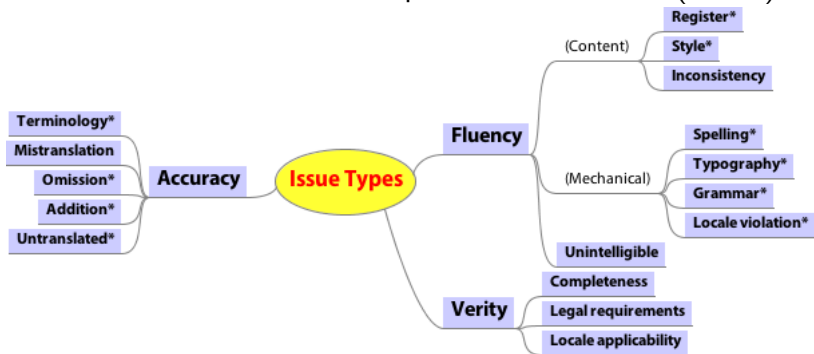 Issue Types
Accuracy
Terminology*
Mistranslation
Omission*
Addition*
Untranslated*
Fluency
(Content)
Register*
Style*
Inconsistency
(Mechanical)
Spelling*
Typography*
Grammar*
Locale violation*
Unintelligible
Verity
Completeness
Legal requirements
Locale applicability